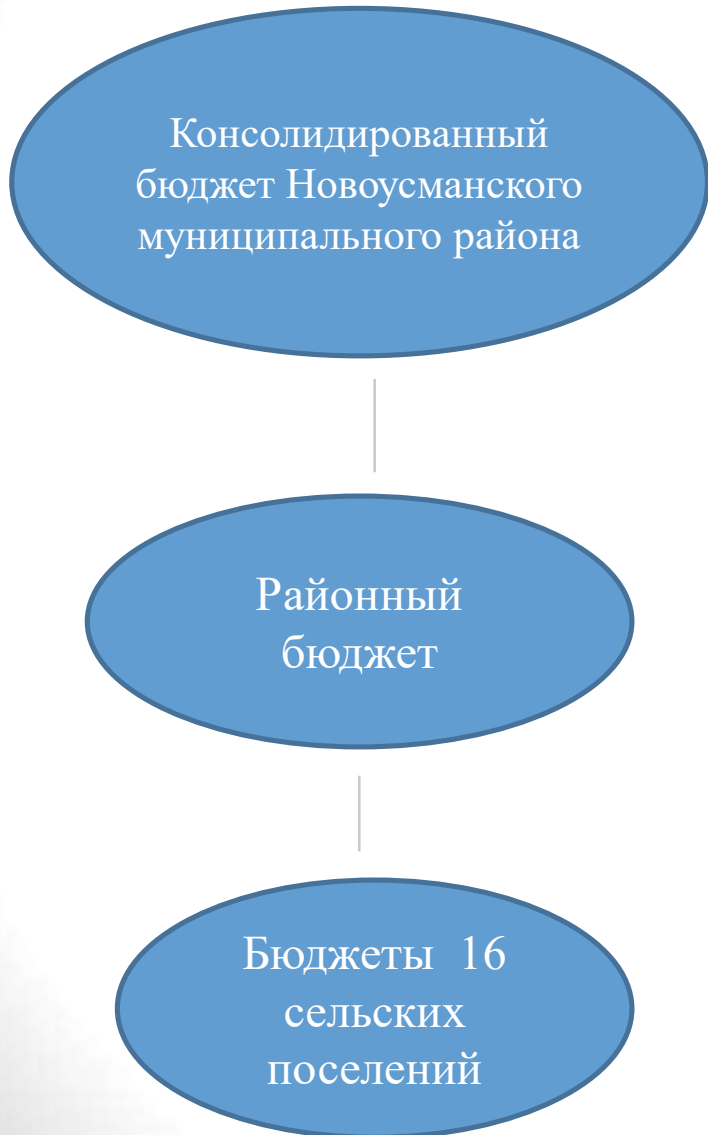 Консолидированный
бюджет Новоусманского
муниципального района
Районный
бюджет
Бюджеты 16
сельских
поселений